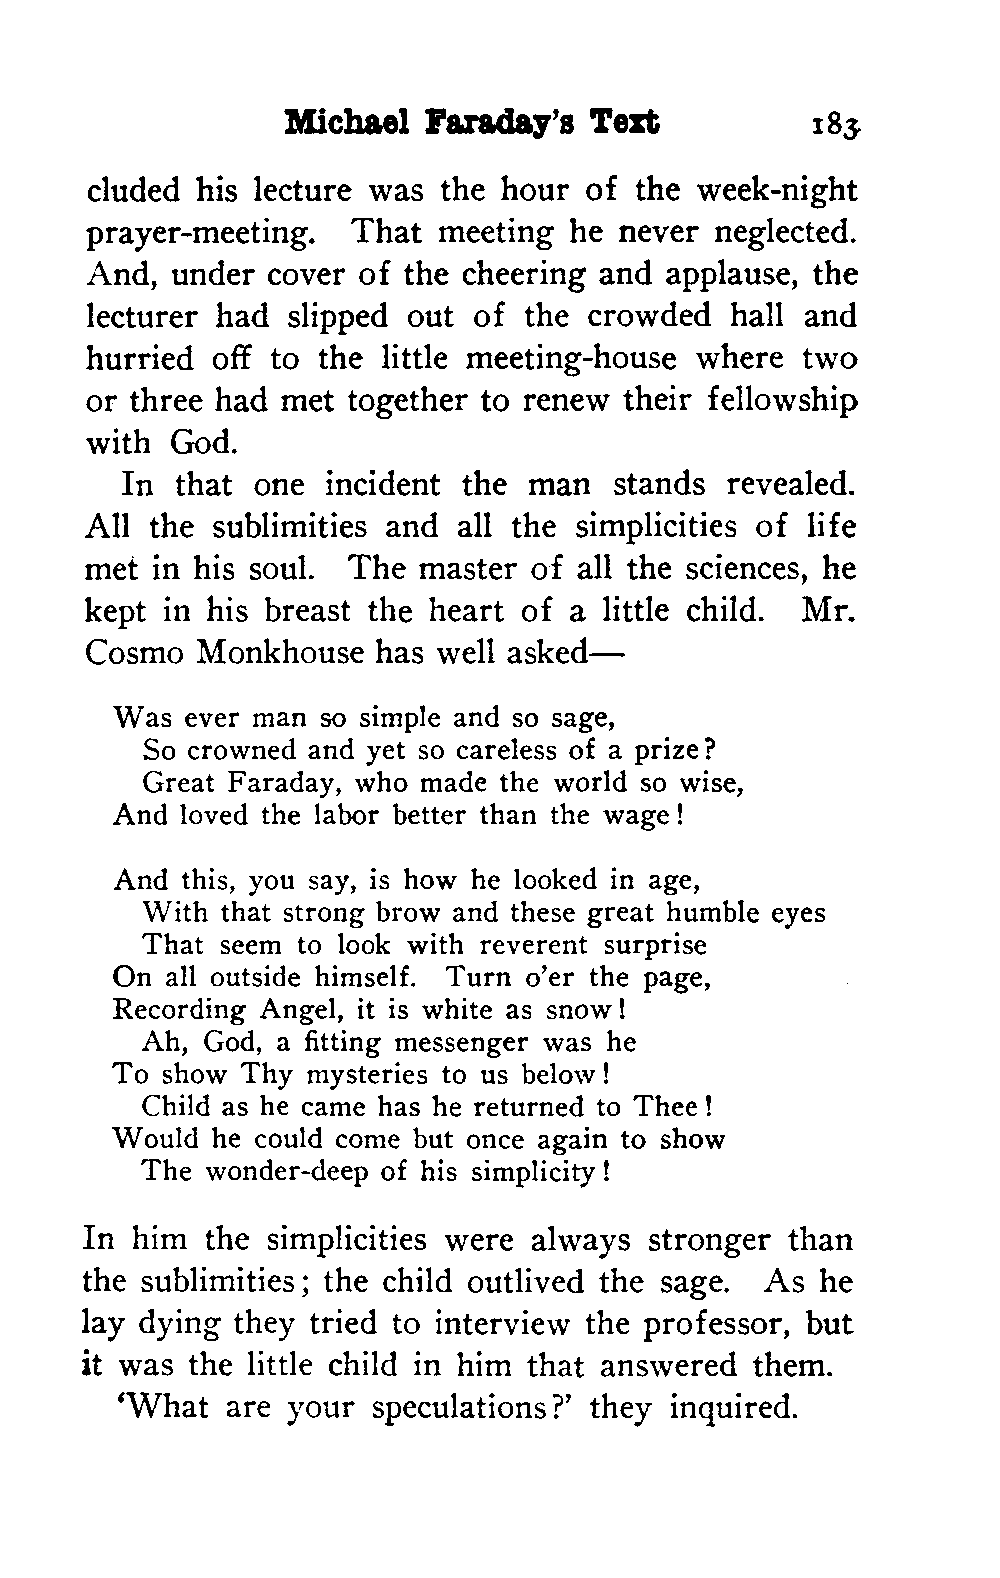 Michael Faraday's Text 183
cluded his lecture was the hour of the week-night
prayer-meeting. That meeting he never neglected.
And, under cover of the cheering and applause, the
lecturer had slipped out of the crowded hall and
hurried off to the little meeting-house where two
or three had met together to renew their fellowship
with God.
In that one incident the man stands revealed.
All the sublimities and all the simplicities of life
met in his soul. The master of all the sciences, he
kept in his breast the heart of a little child. Mr.
Cosmo Monkhouse has well asked—
Was ever man so simple and so sage,
So crowned and yet so careless of a prize?
Great Faraday, who made the world so wise,
And loved the labor better than the wage!
And this, you say, is how he looked in age,
With that strong brow and these great humble eyes
That seem to look with reverent surprise
On all outside himself. Turn o'er the page,
Recording Angel, it is white as snow!
Ah, God, a fitting messenger was he
To show Thy mysteries to us below!
Child as he came has he returned to Thee!
Would he could come but once again to show
The wonder-deep of his simplicity!
In him the simplicities were always stronger than
the sublimities; the child outlived the sage. As he
lay dying they tried to interview the professor, but
it was the little child in him that answered them.
'What are your speculations?' they inquired.